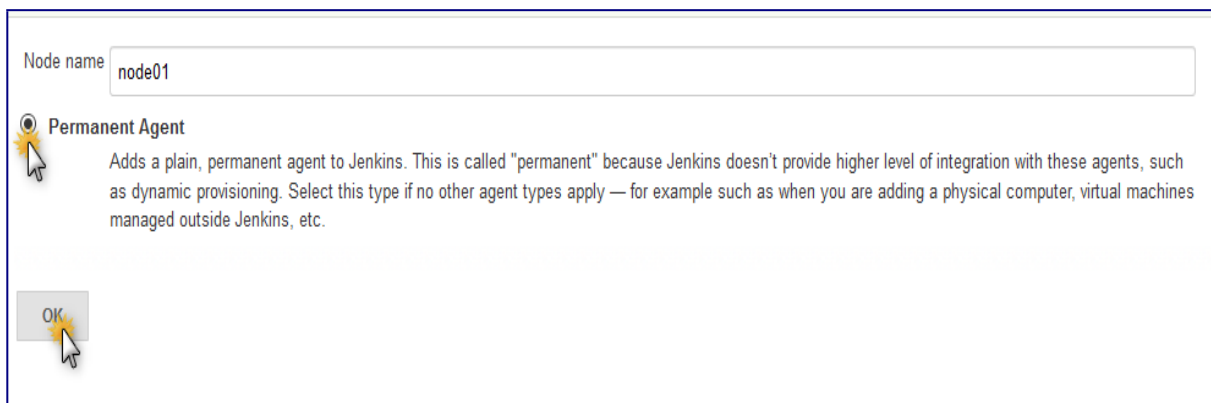 Node name
node01
Permanent Agent
Adds a plain, permanent agent to Jenkins. This is called "permanent" because Jenkins doesn't provide higher level of integration with these agents, such
as dynamic provisioning. Select this type if no other agent types apply — for example such as when you are adding a physical computer, virtual machines
managed outside Jenkins, etc.
OK